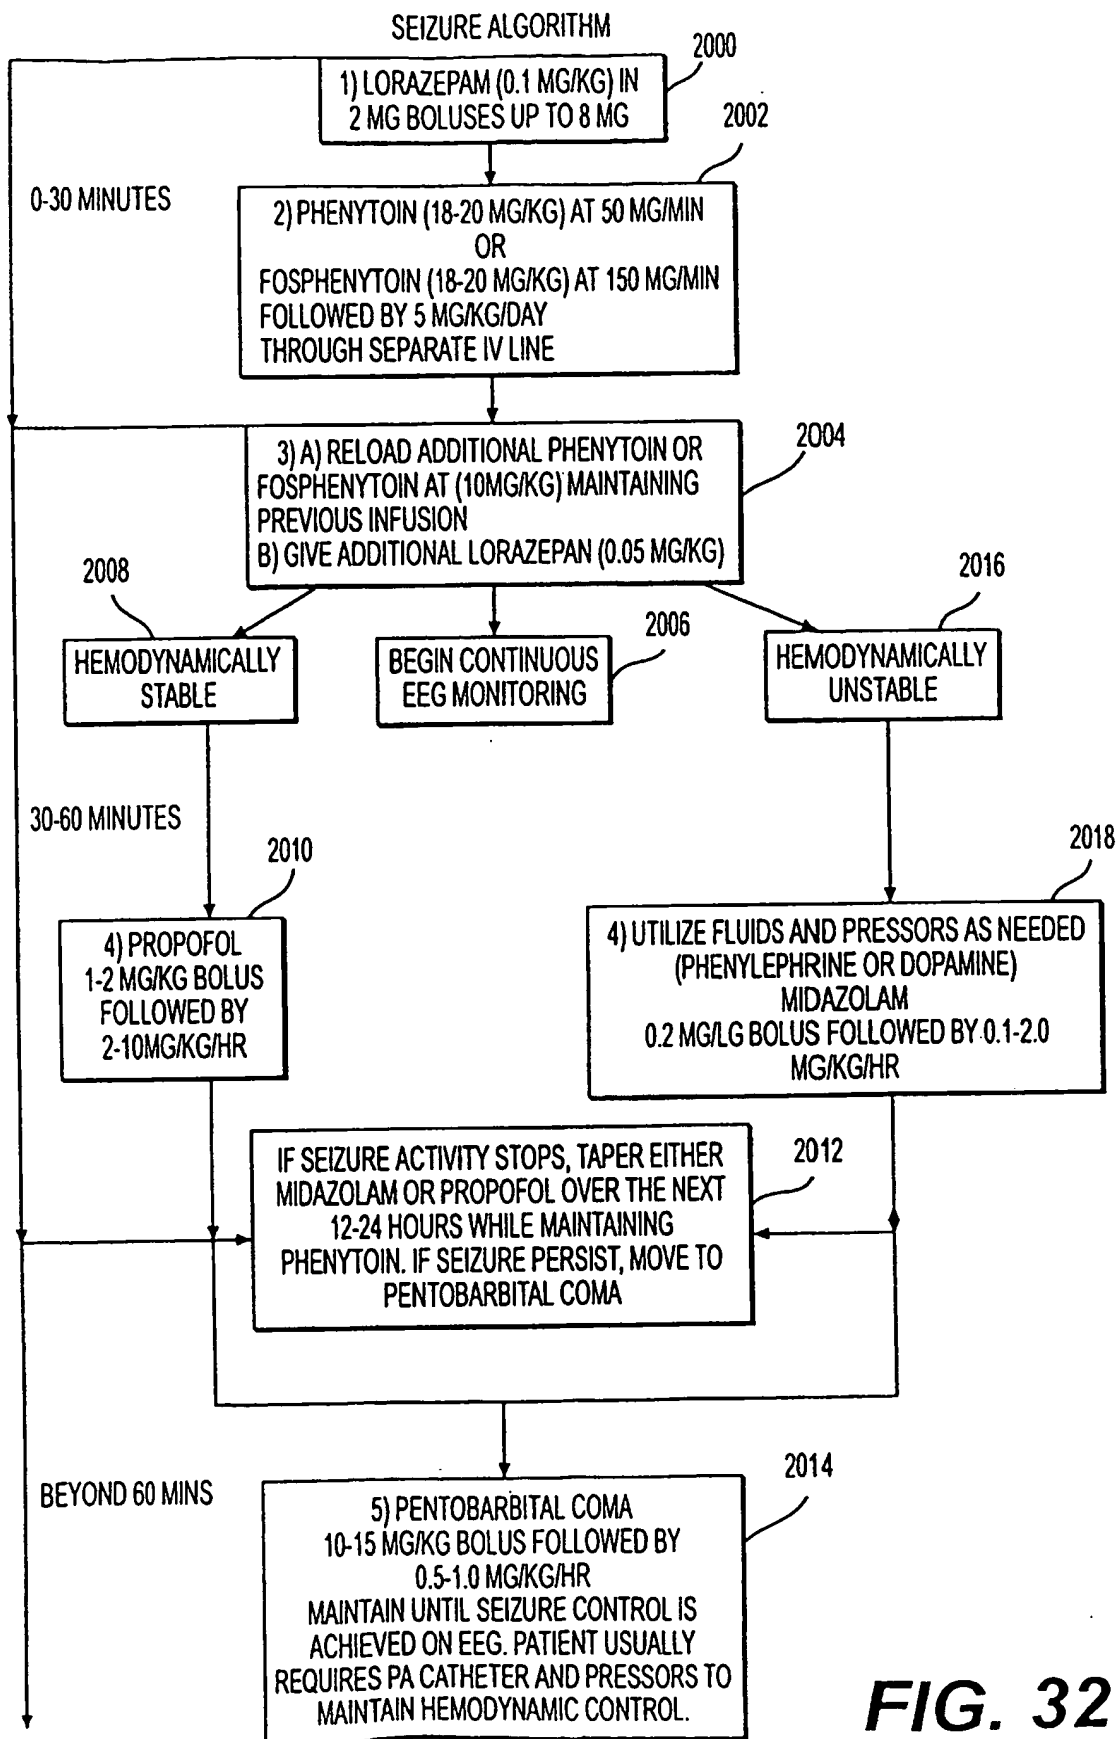 SEIZURE ALGORITHM
2000
1) LORAZEPAM (0.1 MG/KG) IN
2 MG BOLUSES UP TO 8 MG
2002
0-30 MINUTES
2) PHENYTOIN (18-20 MG/KG) AT 50 MG/MIN
OR
FOSPHENYTOIN (18-20 MG/KG) AT 150 MG/MIN
FOLLOWED BY 5 MG/KG/DAY
THROUGH SEPARATE IV LINE
2004
3) A) RELOAD ADDITIONAL PHENYTOIN OR
FOSPHENYTOIN AT (10MG/KG) MAINTAINING
PREVIOUS INFUSION
B) GIVE ADDITIONAL LORAZEPAN (0.05 MG/KG)
2008
HEMODYNAMICALLY
STABLE
2006
BEGIN CONTINUOUS
EEG MONITORING
2016
HEMODYNAMICALLY
UNSTABLE
30-60 MINUTES
2010
4) PROPOFOL
1-2 MG/KG BOLUS
FOLLOWED BY
2-10MG/KG/HR
2018
4) UTILIZE FLUIDS AND PRESSORS AS NEEDED
(PHENYLEPHRINE OR DOPAMINE)
MIDAZOLAM
0.2 MG/LG BOLUS FOLLOWED BY 0.1-2.0
MG/KG/HR
2012
IF SEIZURE ACTIVITY STOPS, TAPER EITHER
MIDAZOLAM OR PROPOFOL OVER THE NEXT
12-24 HOURS WHILE MAINTAINING
PHENYTOIN. IF SEIZURE PERSIST, MOVE TO
PENTOBARBITAL COMA
BEYOND 60 MINS
2014
5) PENTOBARBITAL COMA
10-15 MG/KG BOLUS FOLLOWED BY
0.5-1.0 MG/KG/HR
MAINTAIN UNTIL SEIZURE CONTROL IS
ACHIEVED ON EEG. PATIENT USUALLY
REQUIRES PA CATHETER AND PRESSORS TO
MAINTAIN HEMODYNAMIC CONTROL.
FIG. 32